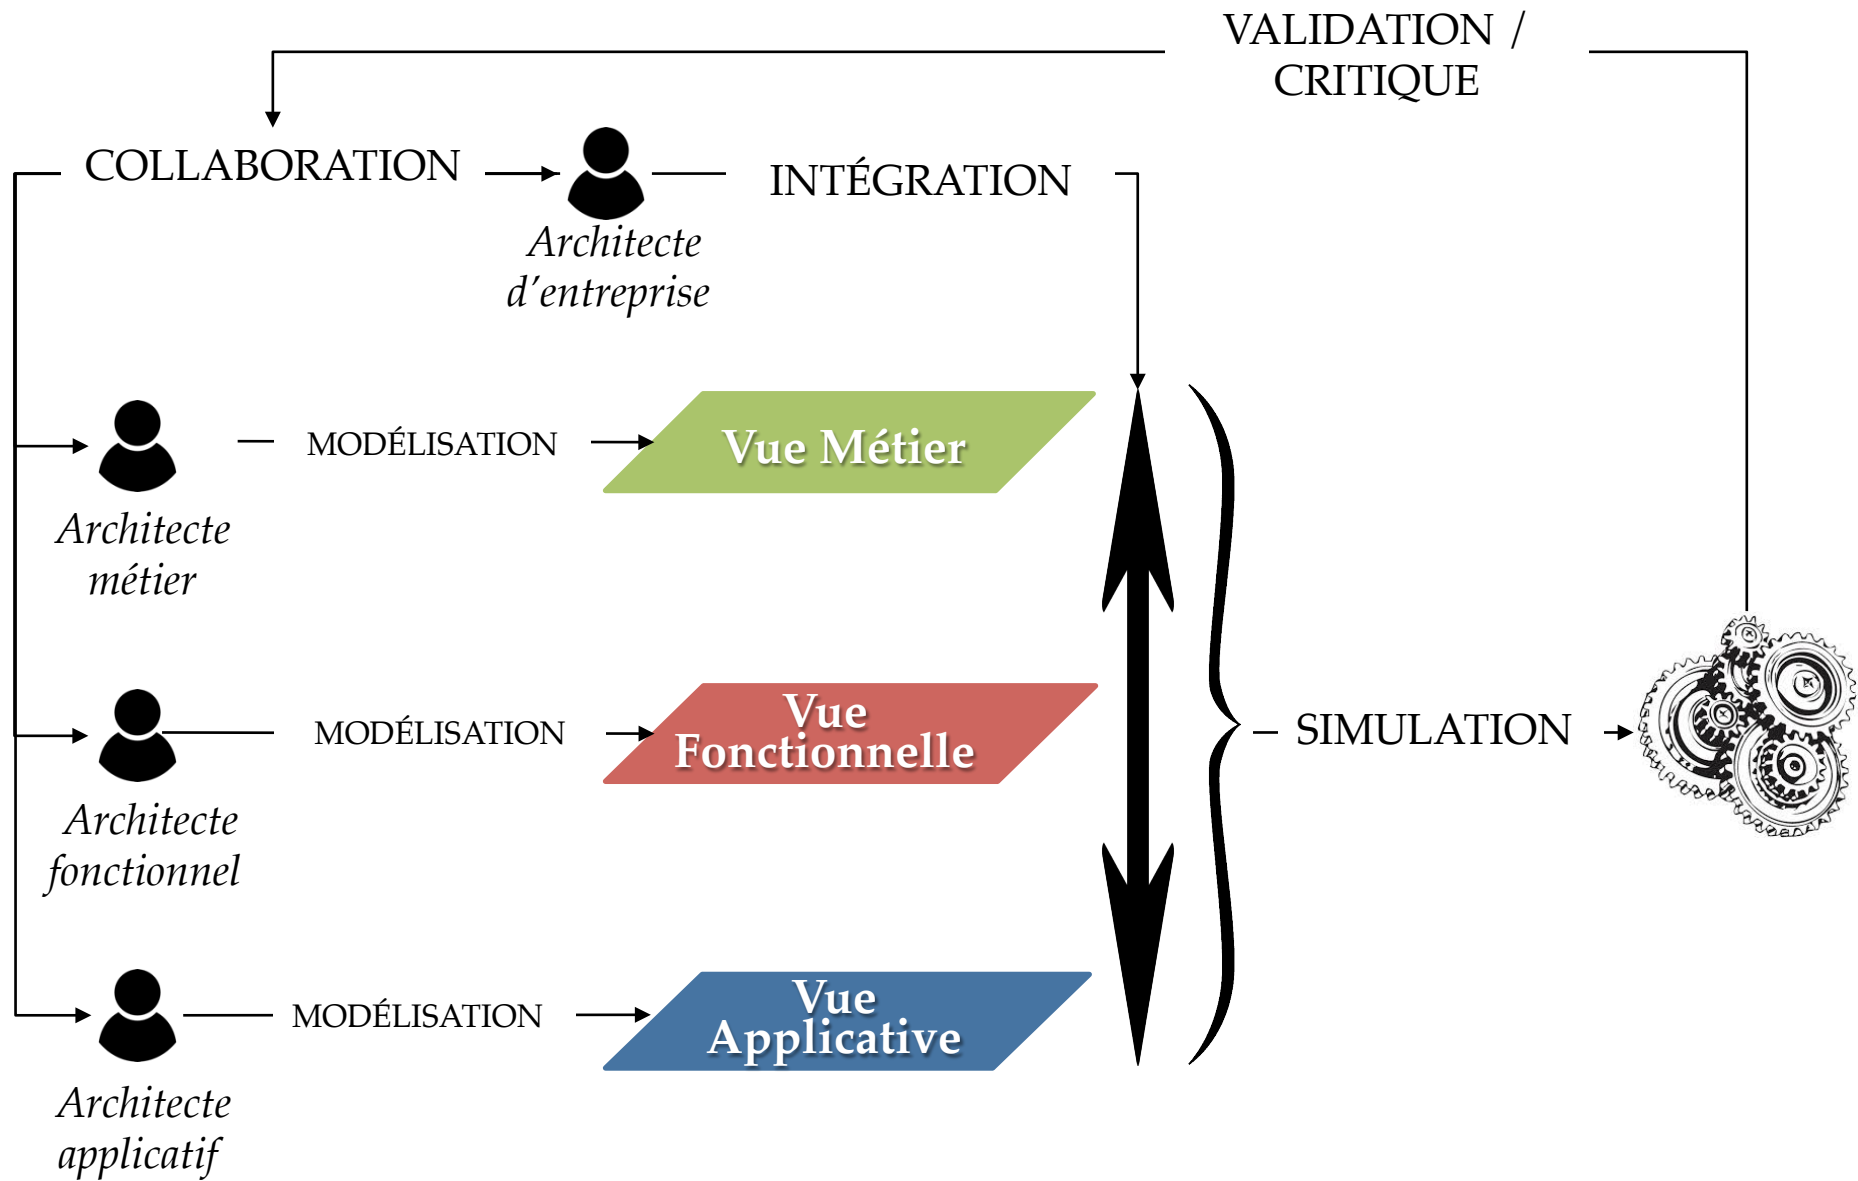 VALIDATION /
CRITIQUE
COLLABORATION
INTÉGRATION
Architecte
d'entreprise
MODÉLISATION
Vue Métier
Architecte
métier
MODÉLISATION
Vue
Fonctionnelle
SIMULATION
Architecte
fonctionnel
MODÉLISATION
Vue
Applicative
Architecte
applicatif